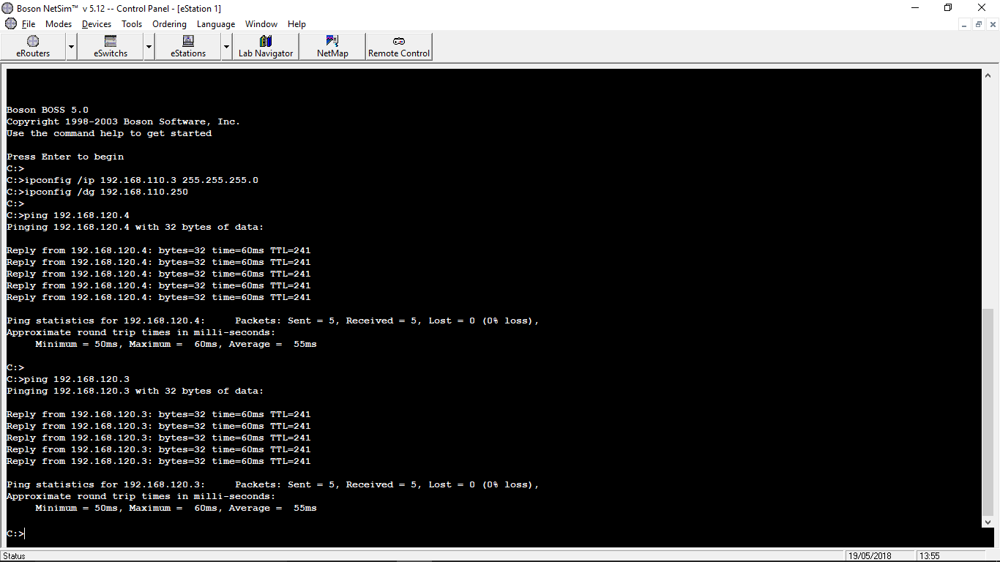 Boson NetSim™ v 5.12 -- Control Panel - [eStation 1]
File Modes Devices Tools Ordering Language Window Help
eRouters eSwitchs eStations Lab Navigator NetMap Remote Control
Boson BOSS 5.0
Copyright 1998-2003 Boson Software, Inc.
Use the command help to get started
Press Enter to begin
C:>
C:>ipconfig /ip 192.168.110.3 255.255.255.0
C:>ipconfig /dg 192.168.110.250
C:>
C:>ping 192.168.120.4
Pinging 192.168.120.4 with 32 bytes of data:
Reply from 192.168.120.4: bytes=32 time=60ms TTL=241
Reply from 192.168.120.4: bytes=32 time=60ms TTL=241
Reply from 192.168.120.4: bytes=32 time=60ms TTL=241
Reply from 192.168.120.4: bytes=32 time=60ms TTL=241
Reply from 192.168.120.4: bytes=32 time=60ms TTL=241
Ping statistics for 192.168.120.4:     Packets: Sent = 5, Received = 5, Lost = 0 (0% loss),
Approximate round trip times in milli-seconds:
     Minimum = 50ms, Maximum =  60ms, Average =  55ms
C:>
C:>ping 192.168.120.3
Pinging 192.168.120.3 with 32 bytes of data:
Reply from 192.168.120.3: bytes=32 time=60ms TTL=241
Reply from 192.168.120.3: bytes=32 time=60ms TTL=241
Reply from 192.168.120.3: bytes=32 time=60ms TTL=241
Reply from 192.168.120.3: bytes=32 time=60ms TTL=241
Reply from 192.168.120.3: bytes=32 time=60ms TTL=241
Ping statistics for 192.168.120.3:     Packets: Sent = 5, Received = 5, Lost = 0 (0% loss),
Approximate round trip times in milli-seconds:
     Minimum = 50ms, Maximum =  60ms, Average =  55ms
C:>
Status 19/05/2018 13:55